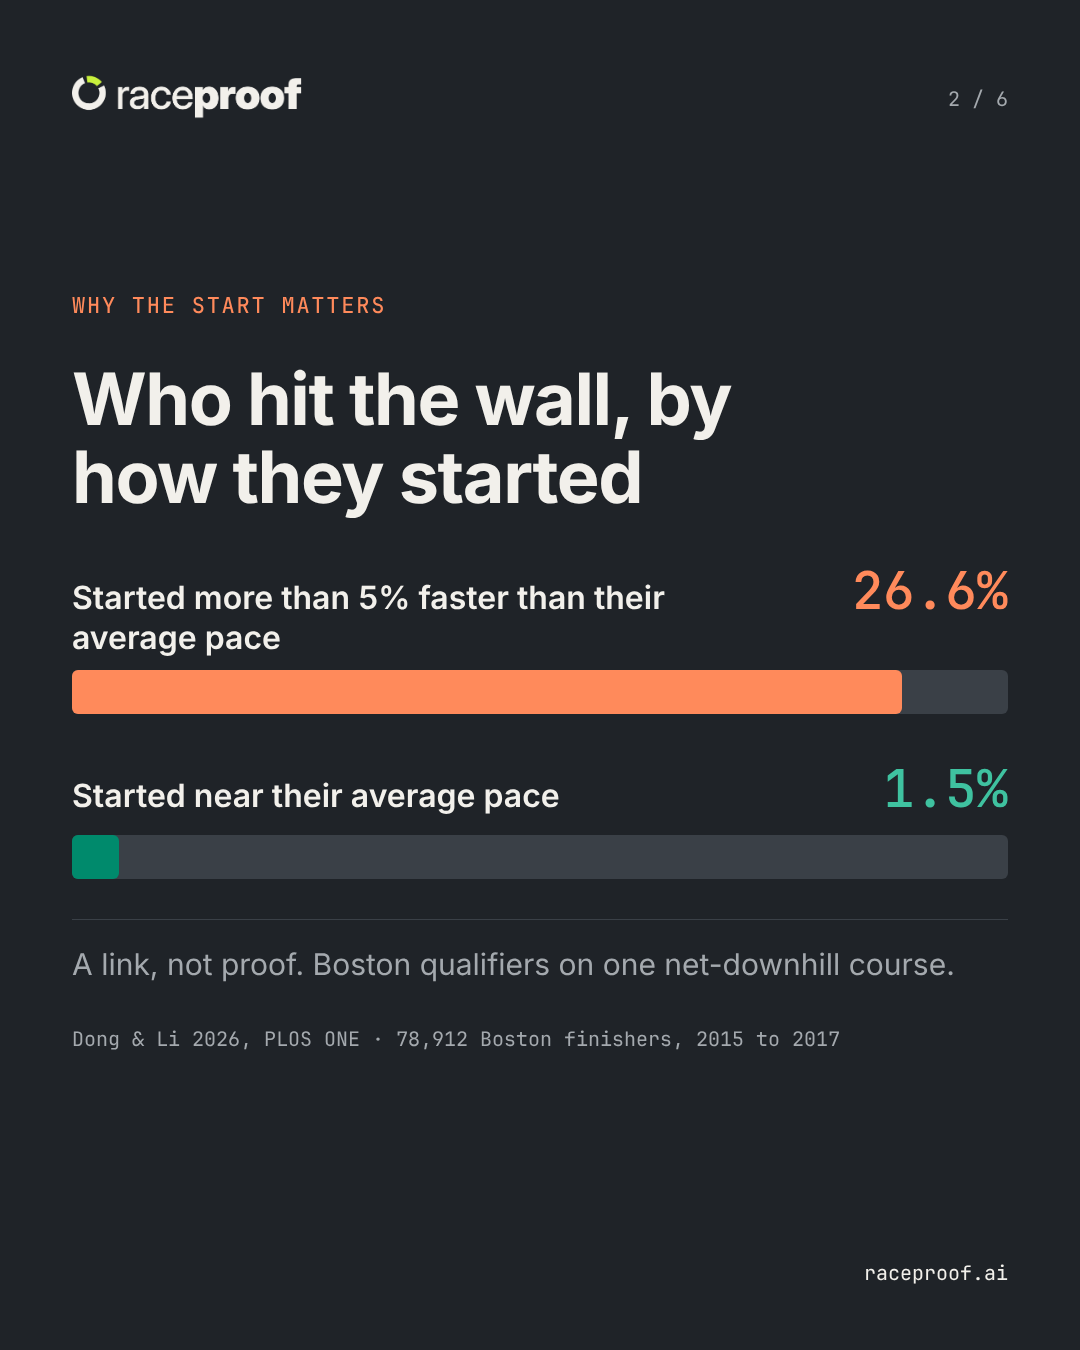 raceproof
2 / 6
WHY THE START MATTERS
Who hit the wall, by
how they started
Started more than 5% faster than their
average pace
26.6%
Started near their average pace
1.5%
A link, not proof. Boston qualifiers on one net-downhill course.
Dong & Li 2026, PLOS ONE · 78,912 Boston finishers, 2015 to 2017
raceproof.ai